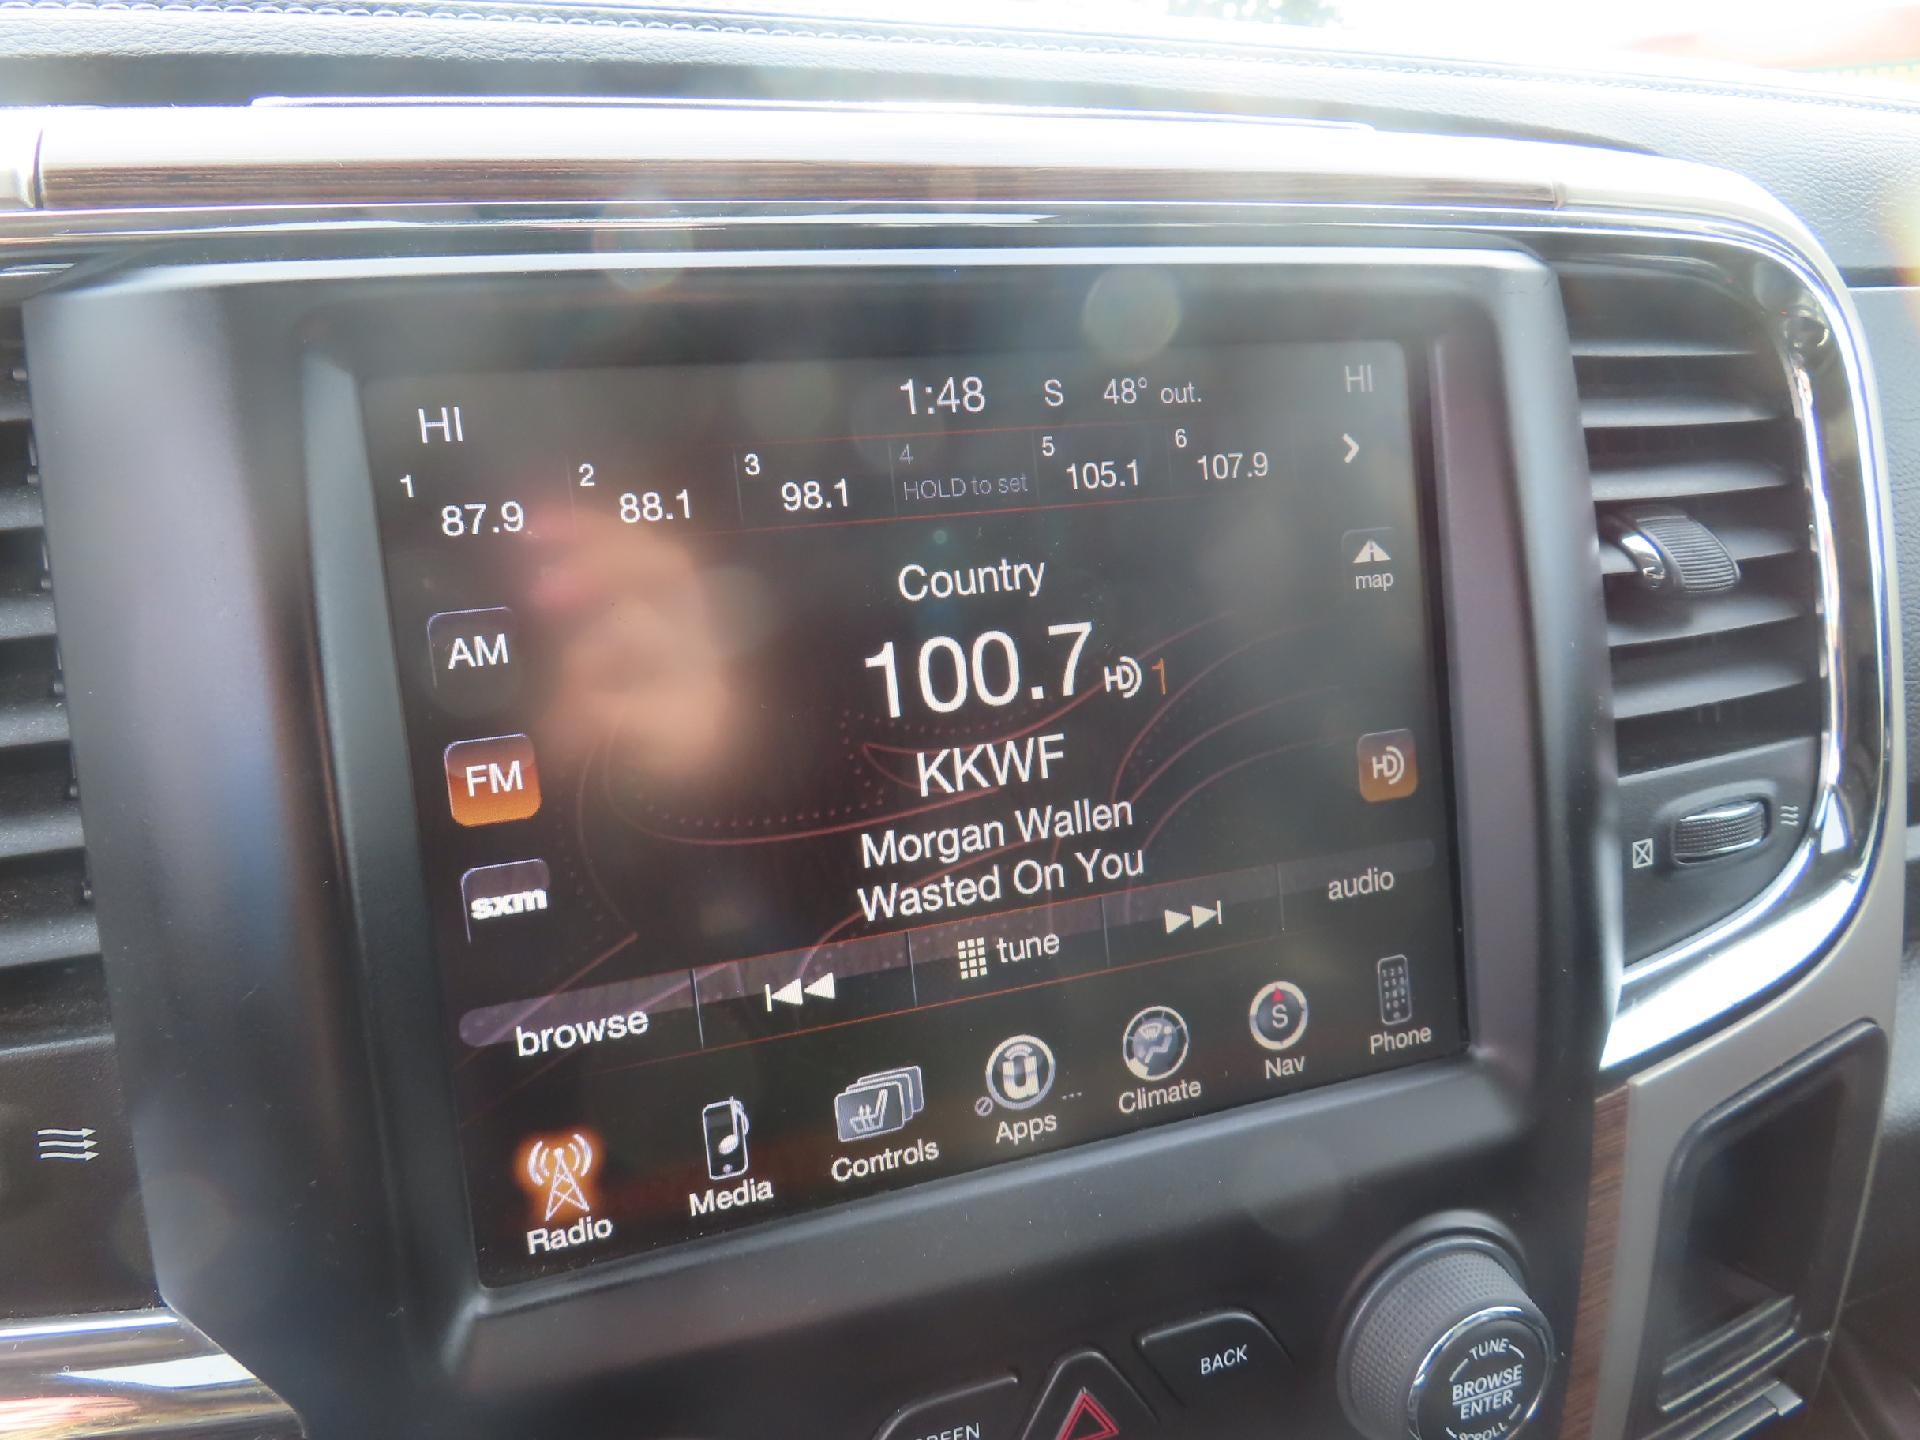 HI 1:48 S 48° out. HI
1 87.9 2 88.1 3 98.1 4 HOLD to set 5 105.1 6 107.9
Country
map
AM
100.7 HD 1
FM
KKWF
HD
Morgan Wallen
sxm
Wasted On You
browse tune audio
Radio Media Controls Apps ... Climate S Nav Phone
BACK
TUNE
BROWSE
ENTER
SCROLL